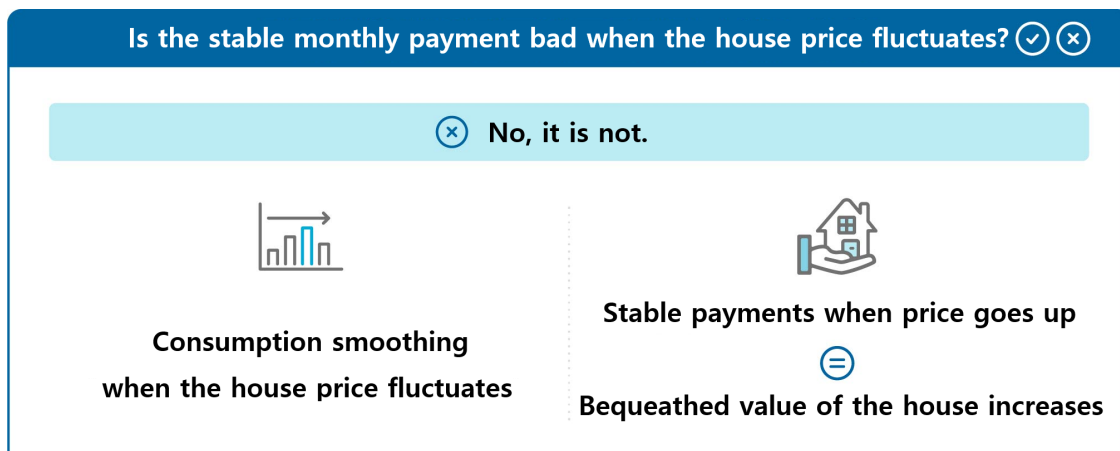 Is the stable monthly payment bad when the house price fluctuates?
No, it is not.
Consumption smoothing
when the house price fluctuates
Stable payments when price goes up
=
Bequeathed value of the house increases